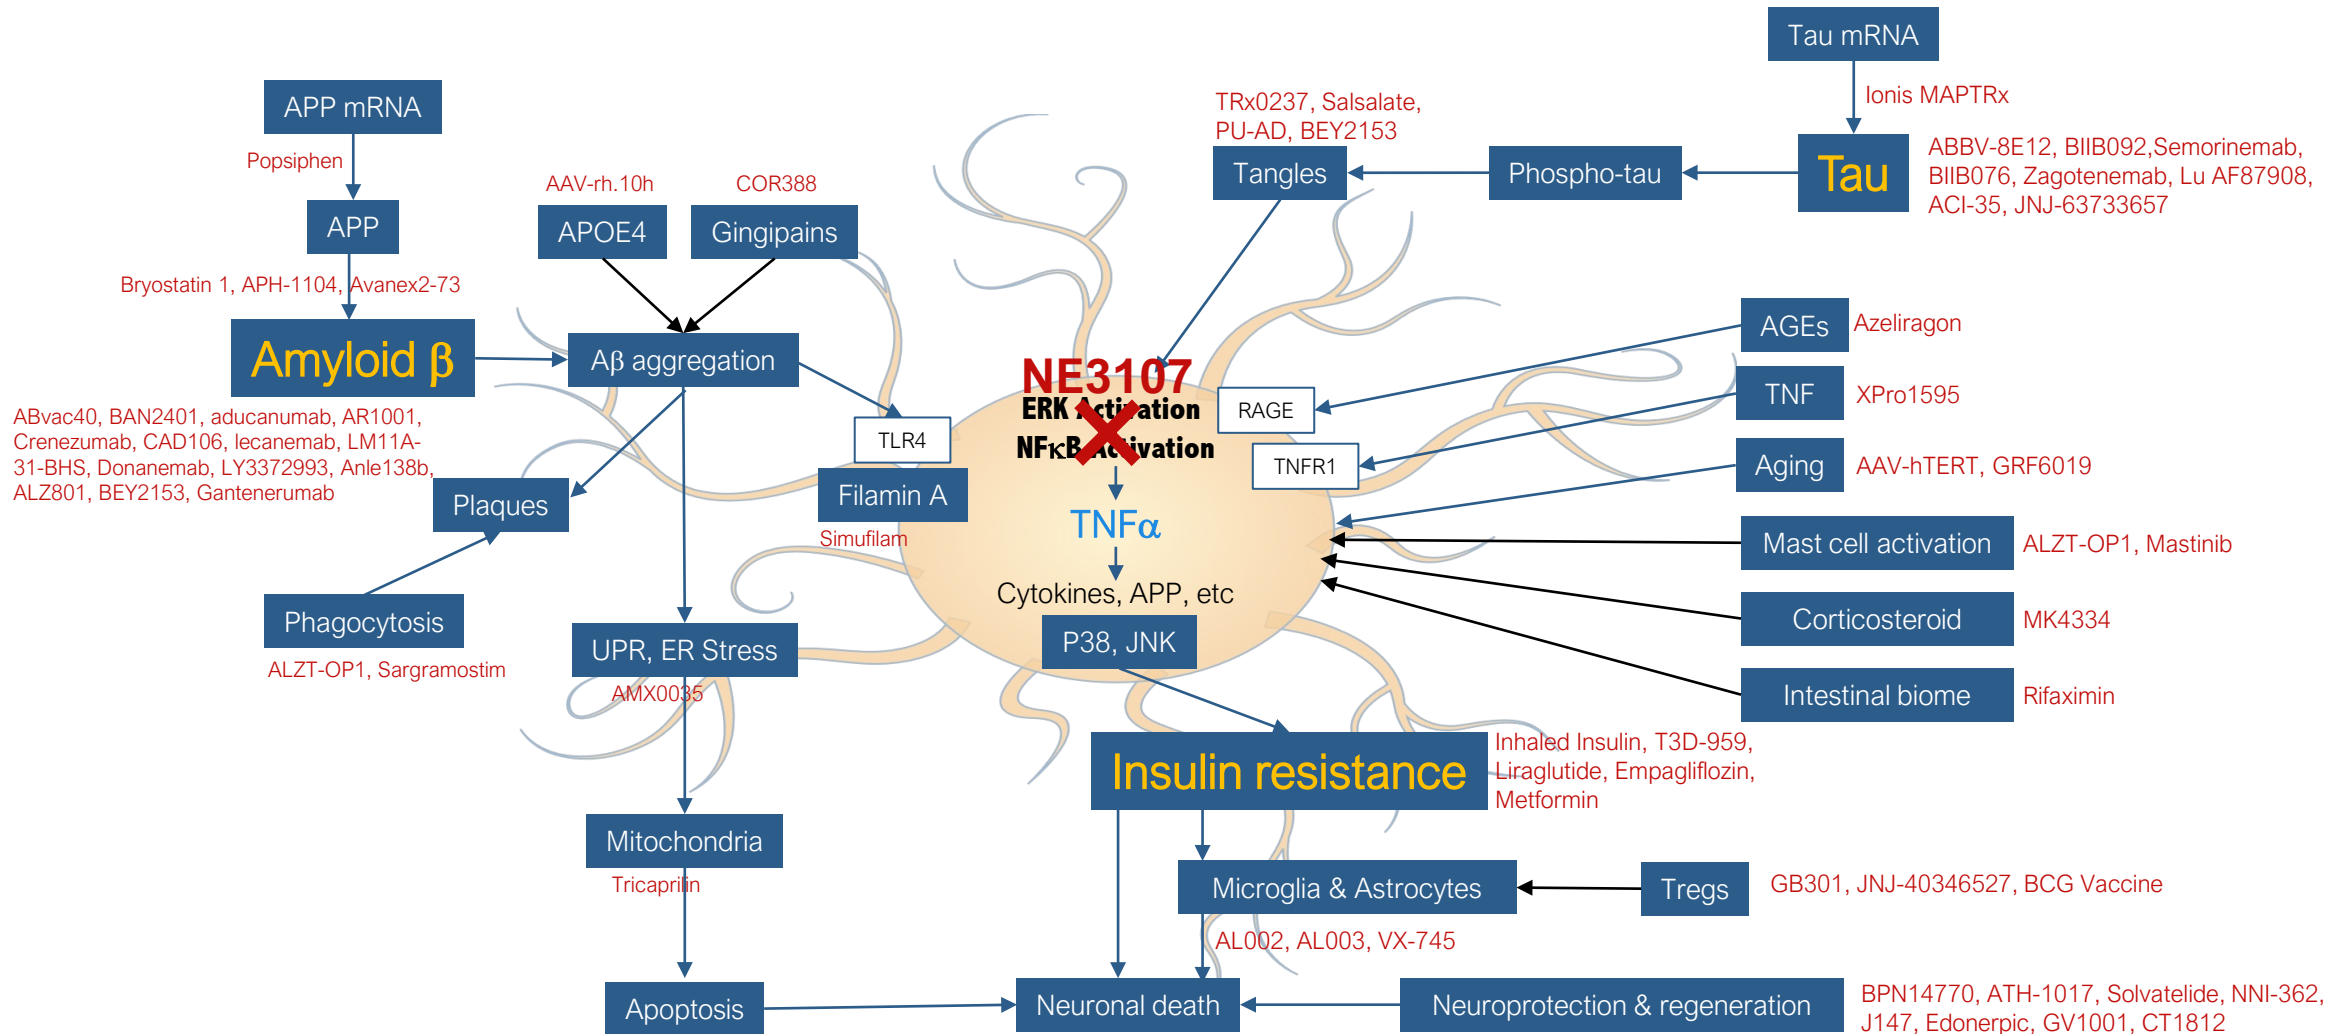 Tau mRNA
Ionis MAPTRx
APP mRNA
Popsiphen
APP
Bryostatin 1, APH-1104, Avanex2-73
AAV-rh.10h
APOE4
COR388
Gingipains
TRx0237, Salsalate,
PU-AD, BEY2153
Tangles
Phospho-tau
Tau
ABBV-8E12, BIIB092,Semorinemab,
BIIB076, Zagotenemab, Lu AF87908,
ACI-35, JNJ-63733657
Amyloid β
Aβ aggregation
ABvac40, BAN2401, aducanumab, AR1001,
Crenezumab, CAD106, lecanemab, LM11A-
31-BHS, Donanemab, LY3372993, Anle138b,
ALZ801, BEY2153, Gantenerumab
Plaques
Phagocytosis
ALZT-OP1, Sargramostim
TLR4
Filamin A
Simufilam
NE3107
ERK Activation
NFκB Activation
TNFα
Cytokines, APP, etc
P38, JNK
RAGE
TNFR1
AGEs
Azeliragon
TNF
XPro1595
Aging
AAV-hTERT, GRF6019
Mast cell activation
ALZT-OP1, Mastinib
Corticosteroid
MK4334
Intestinal biome
Rifaximin
UPR, ER Stress
AMX0035
Mitochondria
Tricaprilin
Apoptosis
Insulin resistance
Inhaled Insulin, T3D-959,
Liraglutide, Empagliflozin,
Metformin
Microglia & Astrocytes
Tregs
GB301, JNJ-40346527, BCG Vaccine
AL002, AL003, VX-745
Neuronal death
Neuroprotection & regeneration
BPN14770, ATH-1017, Solvatelide, NNI-362,
J147, Edonerpic, GV1001, CT1812